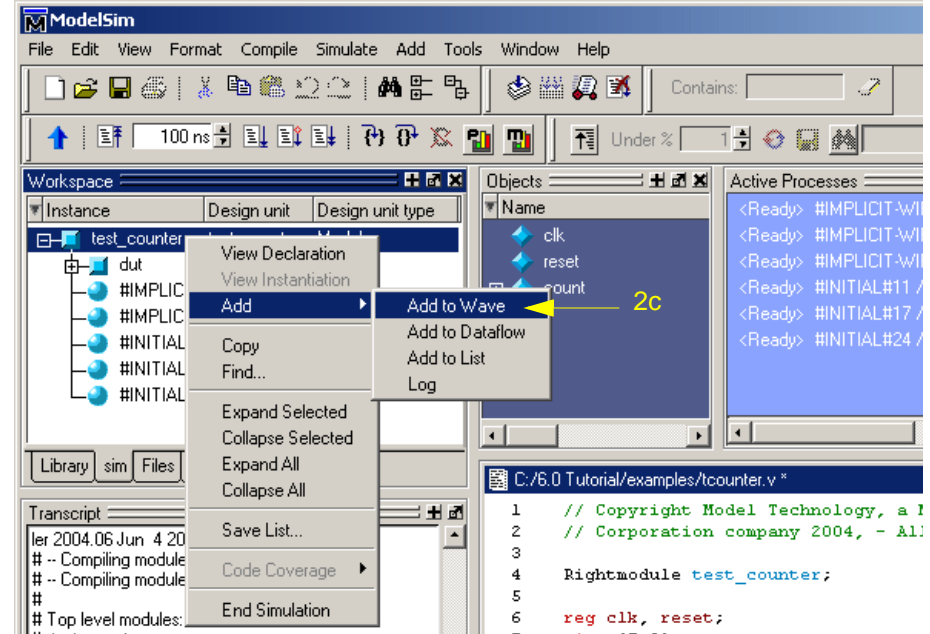 ModelSim
File Edit View Format Compile Simulate Add Tools Window Help
Contains:
100 ns
Under %
1
Workspace
Instance Design unit Design unit type
test_counter
dut
#IMPLIC
#IMPLIC
#INITIAL
#INITIAL
#INITIAL
Library sim Files
View Declaration
View Instantiation
Add
Copy
Find...
Expand Selected
Collapse Selected
Expand All
Collapse All
Save List...
Code Coverage
End Simulation
Add to Wave
Add to Dataflow
Add to List
Log
2c
Objects
Name
clk
reset
count
Active Processes
<Ready> #IMPLICIT-WI
<Ready> #IMPLICIT-WI
<Ready> #INITIAL#11 /
<Ready> #INITIAL#17 /
<Ready> #INITIAL#24 /
Transcript
ler 2004.06 Jun 4 20
# -- Compiling module
# -- Compiling module
#
# Top level modules:
C:/6.0 Tutorial/examples/tcounter.v *
1 // Copyright Model Technology, a M
2 // Corporation company 2004, - All
3
4 Rightmodule test_counter;
5
6 reg clk, reset;